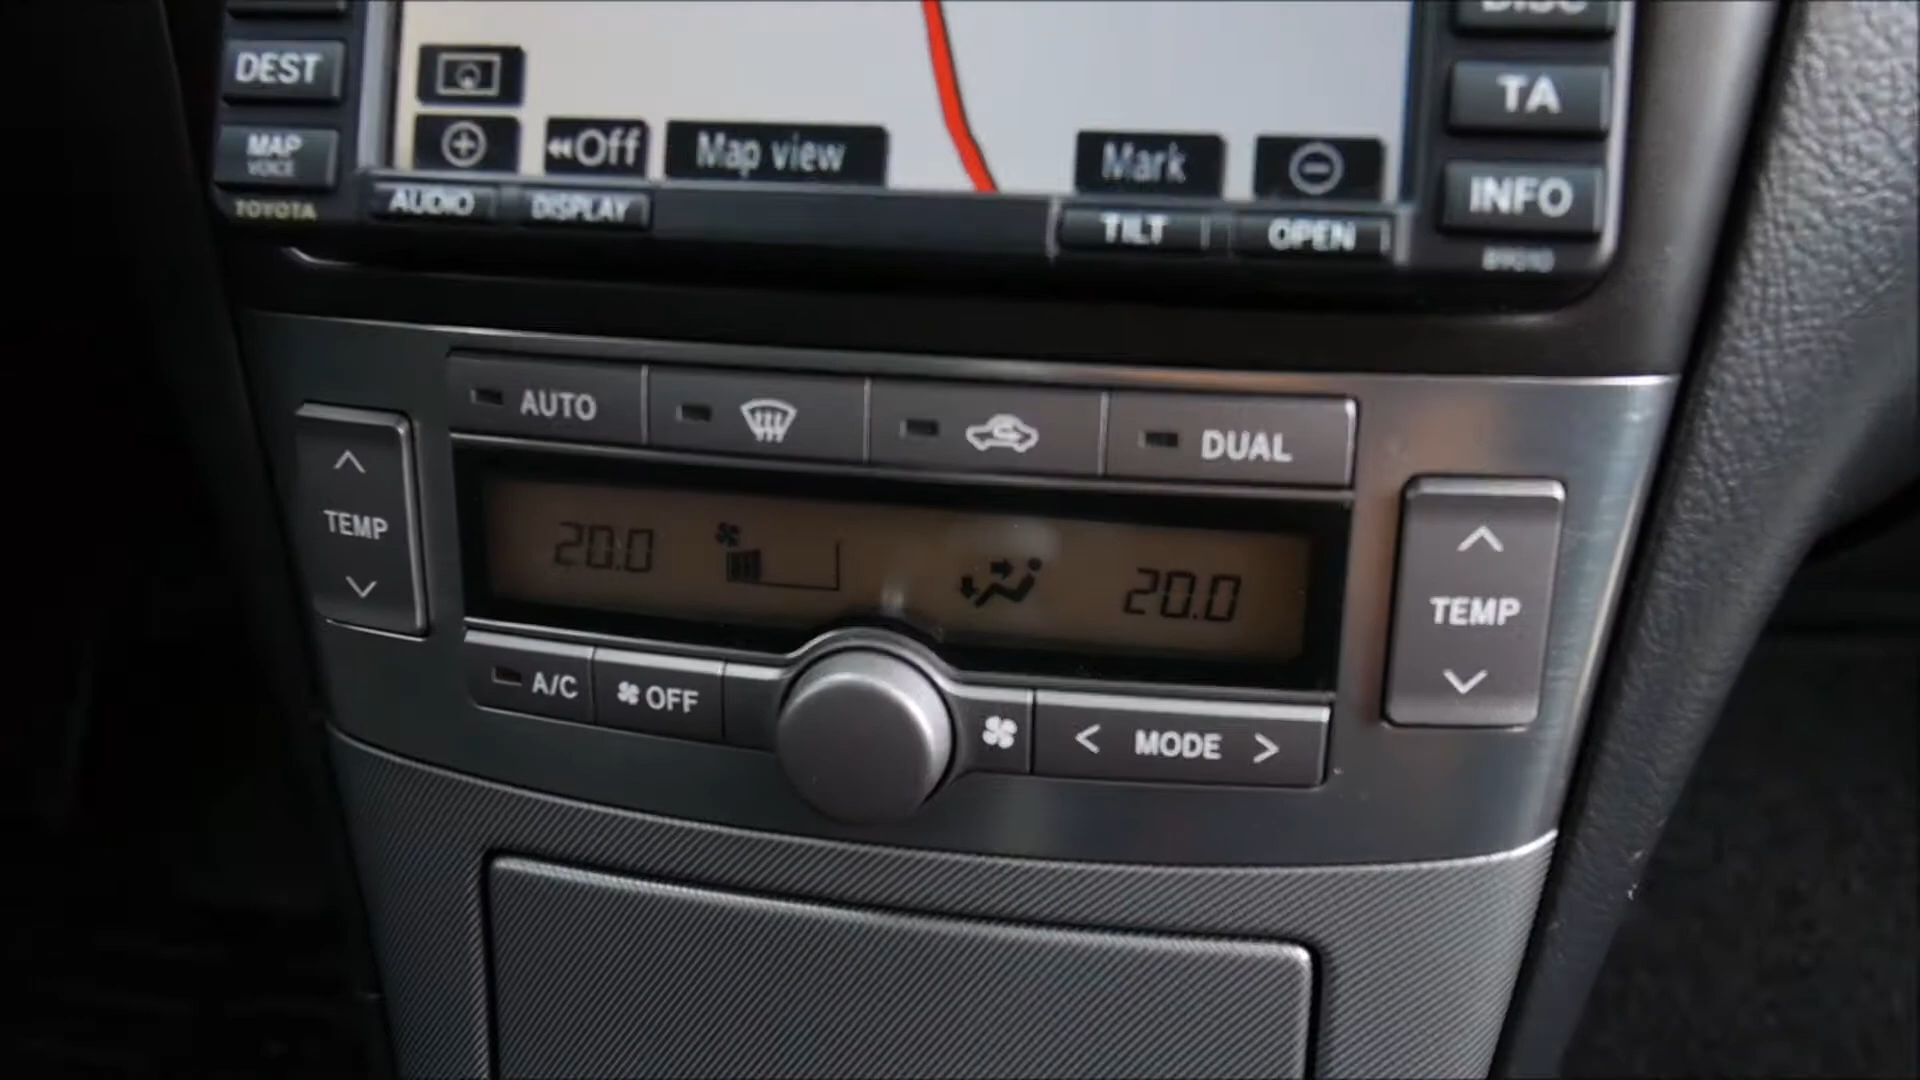 DISC
DEST
TA
MAP
VOICE
Off
Map view
Mark
INFO
TOYOTA
AUDIO
DISPLAY
TILT
OPEN
AUTO
DUAL
TEMP
20.0
20.0
TEMP
A/C
OFF
< MODE >